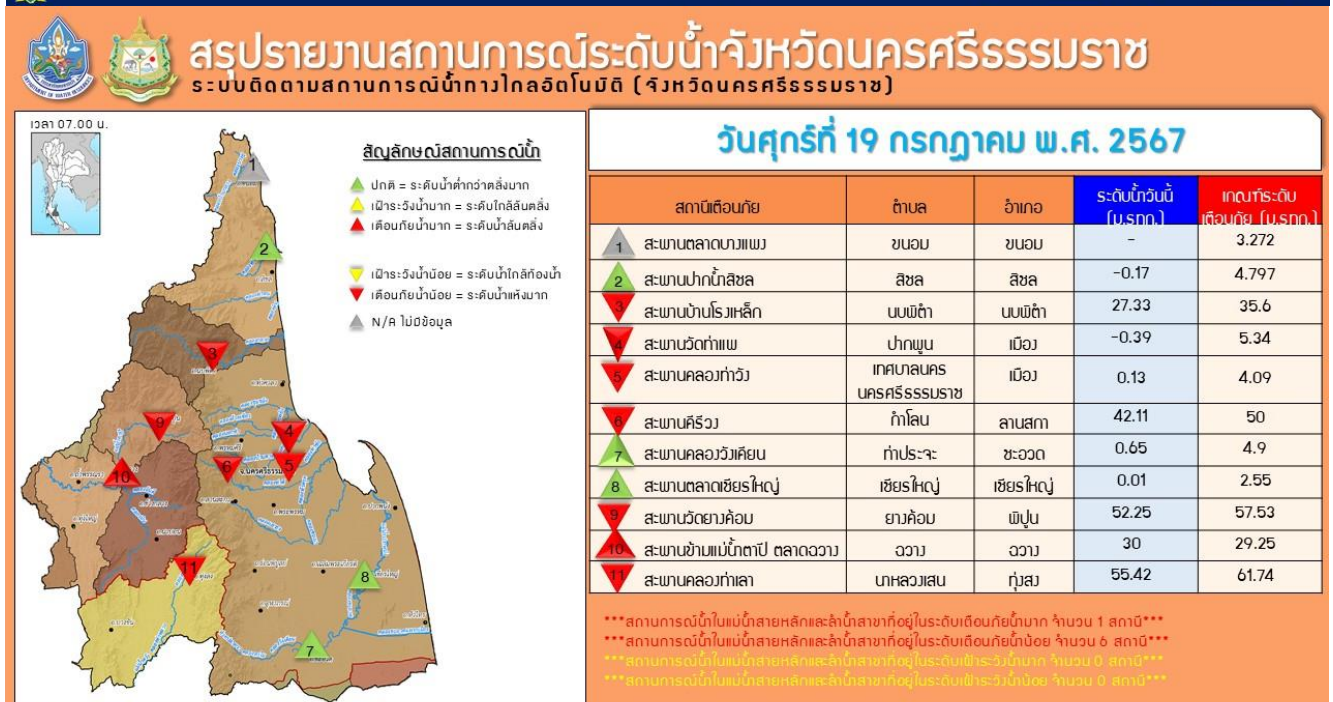 สรุปรายงานสถานการณ์ระดับน้ำจังหวัดนครศรีธรรมราช
ระบบติดตามสถานการณ์น้ำทางไกลอัตโนมัติ (จังหวัดนครศรีธรรมราช)
เวลา 07.00 น.
สัญลักษณ์สถานการณ์น้ำ
ปกติ = ระดับน้ำต่ำกว่าตลิ่งมาก
เฝ้าระวังน้ำมาก = ระดับใกล้ล้นตลิ่ง
เตือนภัยน้ำมาก = ระดับน้ำล้นตลิ่ง
เฝ้าระวังน้ำน้อย = ระดับน้ำใกล้ท้องน้ำ
เตือนภัยน้ำน้อย = ระดับน้ำแห้งมาก
N/A ไม่มีข้อมูล
1
2
3
9
4
10
6
จ.นครศรีธรรมราช
5
11
8
7
วันศุกร์ที่ 19 กรกฎาคม พ.ศ. 2567
สถานีเตือนภัย ตำบล อำเภอ ระดับน้ำวันนี้ (ม.รทก.) เกณฑ์ระดับเตือนภัย (ม.รทก.)
1 สะพานตลาดบางแพง ขนอม ขนอม - 3.272
2 สะพานปากน้ำสิชล สิชล สิชล -0.17 4.797
3 สะพานบ้านโรงเหล็ก นบพิตำ นบพิตำ 27.33 35.6
4 สะพานวัดท่าแพ ปากพูน เมือง -0.39 5.34
5 สะพานคลองท่าวัง เทศบาลนครนครศรีธรรมราช เมือง 0.13 4.09
6 สะพานคีรีวง กำโลน ลานสกา 42.11 50
7 สะพานคลองวังเคียน ท่าประจะ ชะอวด 0.65 4.9
8 สะพานตลาดเชียรใหญ่ เชียรใหญ่ เชียรใหญ่ 0.01 2.55
9 สะพานวัดยางค้อม ยางค้อม พิปูน 52.25 57.53
10 สะพานข้ามแม่น้ำตาปี ตลาดฉวาง ฉวาง ฉวาง 30 29.25
11 สะพานคลองท่าเลา นาหลวงเสน ทุ่งสง 55.42 61.74
***สถานการณ์น้ำในแม่น้ำสายหลักและลำน้ำสาขาที่อยู่ในระดับเตือนภัยน้ำมาก จำนวน 1 สถานี***
***สถานการณ์น้ำในแม่น้ำสายหลักและลำน้ำสาขาที่อยู่ในระดับเตือนภัยน้ำน้อย จำนวน 6 สถานี***
***สถานการณ์น้ำในแม่น้ำสายหลักและลำน้ำสาขาที่อยู่ในระดับเฝ้าระวังน้ำมาก จำนวน 0 สถานี***
***สถานการณ์น้ำในแม่น้ำสายหลักและลำน้ำสาขาที่อยู่ในระดับเฝ้าระวังน้ำน้อย จำนวน 0 สถานี***